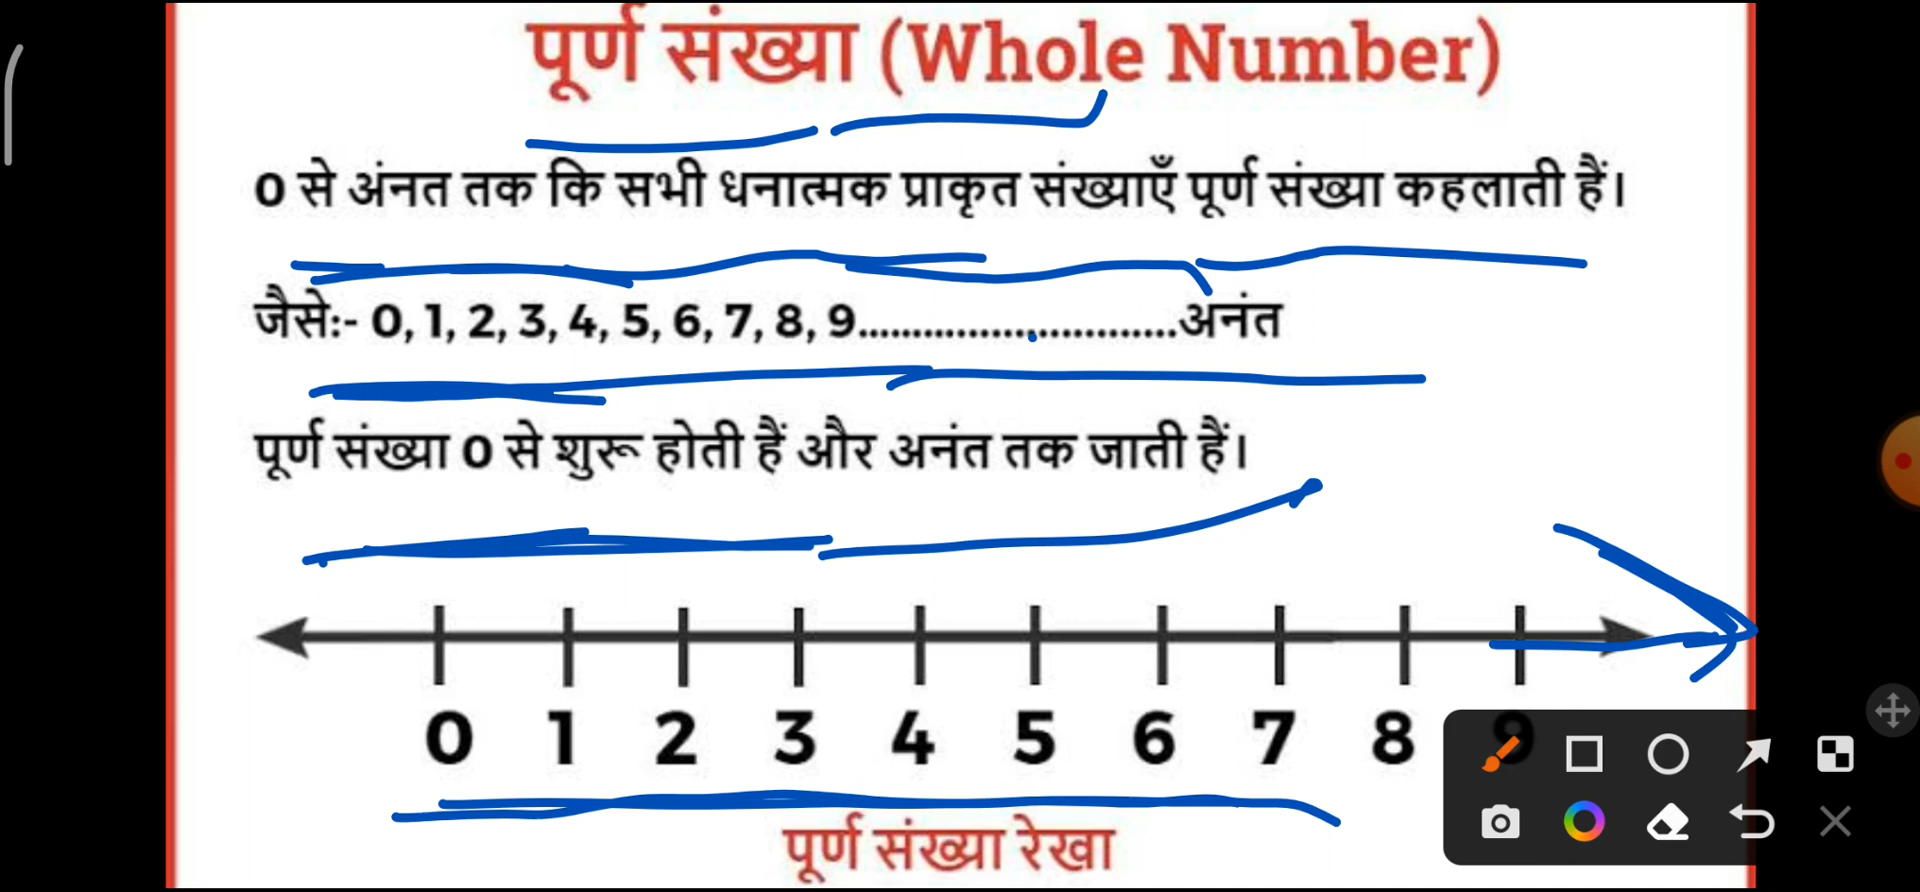 पूर्ण संख्या (Whole Number)
0 से अंनत तक कि सभी धनात्मक प्राकृत संख्याएँ पूर्ण संख्या कहलाती हैं।
जैसेः- 0, 1, 2, 3, 4, 5, 6, 7, 8, 9............................अनंत
पूर्ण संख्या 0 से शुरू होती हैं और अनंत तक जाती हैं।
0 1 2 3 4 5 6 7 8 9
पूर्ण संख्या रेखा